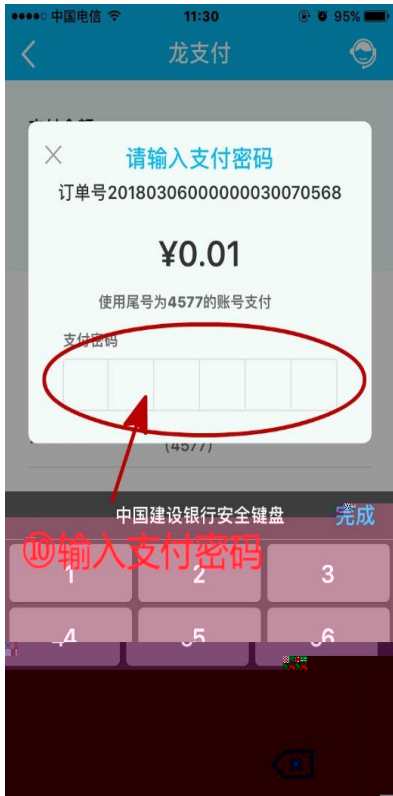 中国电信 11:30 95%
龙支付
请输入支付密码
订单号20180306000000030070568
¥0.01
使用尾号为4577的账号支付
支付密码
(4577)
中国建设银行安全键盘 完成
⑩输入支付密码
1 2 3
4 5 6